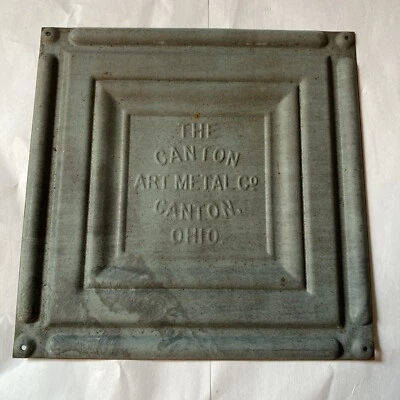 THE
CANTON
ART METAL CO
CANTON,
OHIO.